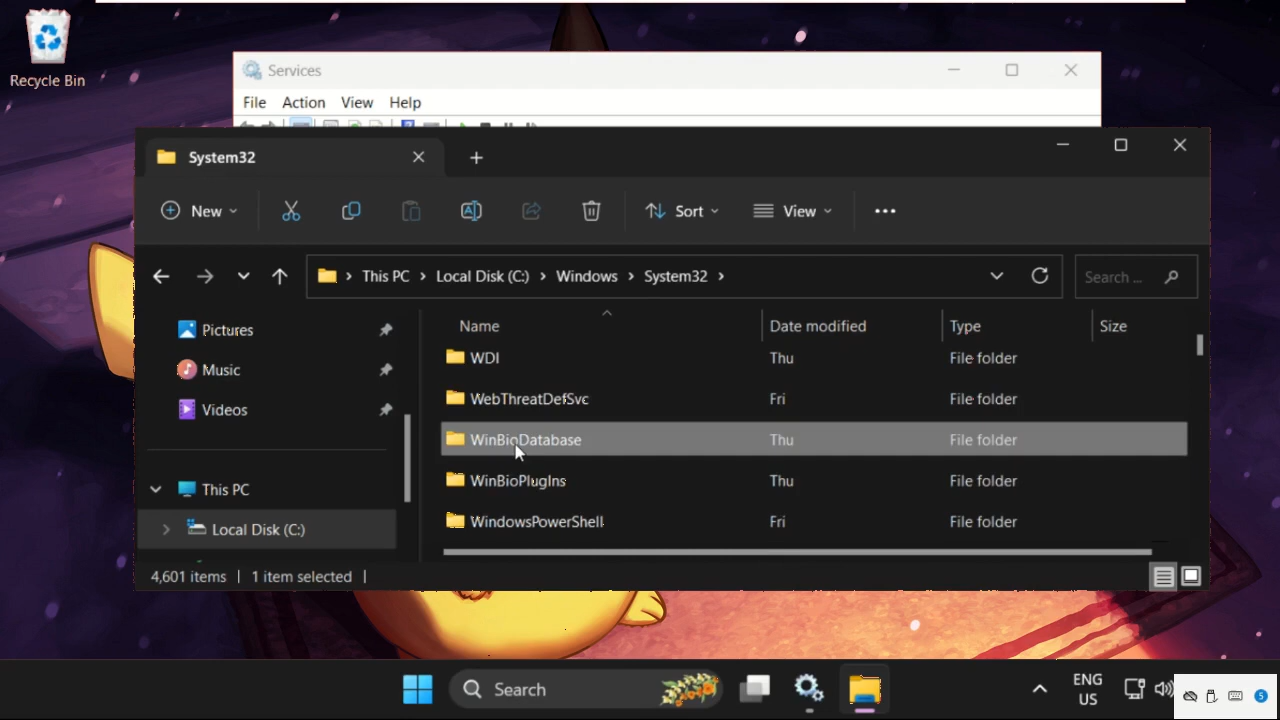 Recycle Bin
Services
File Action View Help
System32
New Sort View
This PC Local Disk (C:) Windows System32 Search ...
Name Date modified Type Size
Pictures
Music
Videos
This PC
Local Disk (C:)
WDI Thu File folder
WebThreatDefSvc Fri File folder
WinBioDatabase Thu File folder
WinBioPlugIns Thu File folder
WindowsPowerShell Fri File folder
4,601 items 1 item selected
Search
ENG
US
5